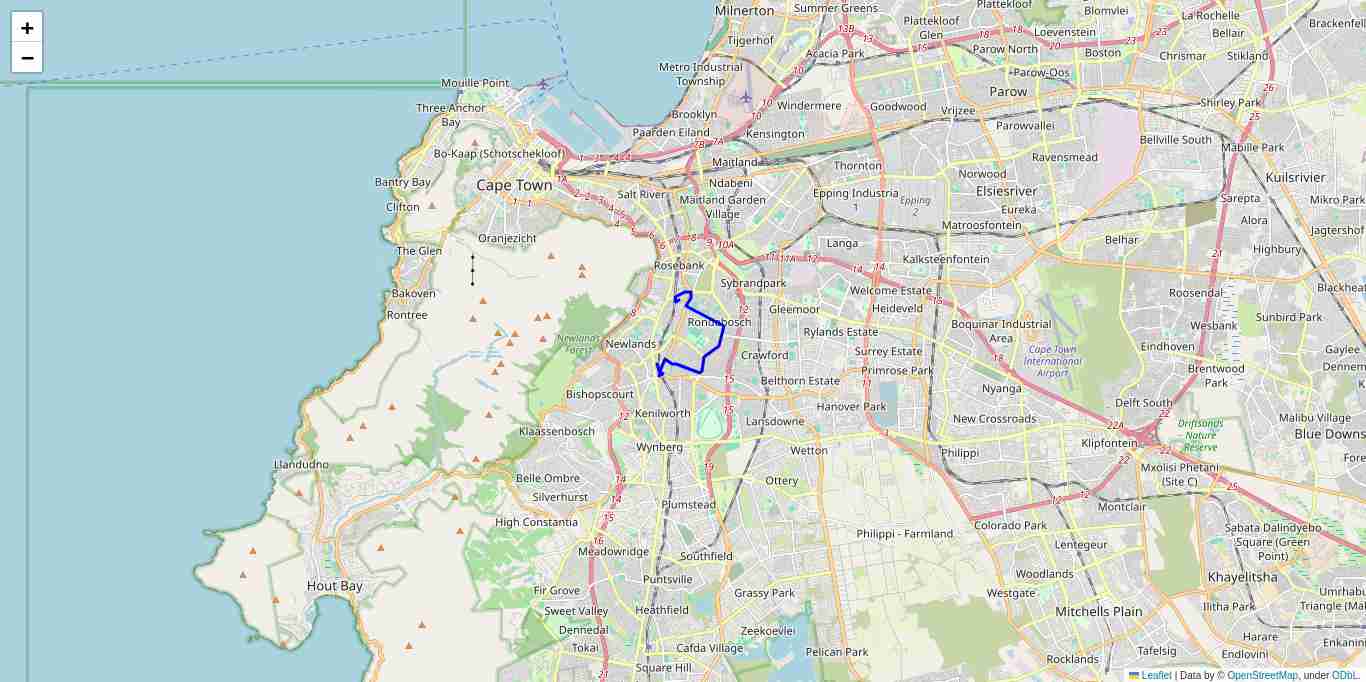 +
−
Milnerton
Summer Greens
Plattekloof
Blomvlei
La Rochelle
Brackenfell
Tijgerhof
Plattekloof
Glen
Loevenstein
Bellair
Acacia Park
Parow North
Boston
Chrismar
Stikland
Metro Industrial
Township
Parow-Oos
Mouille Point
Parow
Windermere
Goodwood
Vrijzee
Shirley Park
Three Anchor
Bay
Brooklyn
Paarden Eiland
Kensington
Parowvallei
Bellville South
Mabille Park
Bo-Kaap (Schotschekloof)
Maitland
Thornton
Ravensmead
Norwood
Kuilsrivier
Bantry Bay
Cape Town
Salt River
Ndabeni
Epping Industria
1
Epping
2
Elsiesriver
Sarepta
Mikro Park
Clifton
Maitland Garden
Village
Eureka
Matroosfontein
Alora
Jagtershof
Oranjezicht
Langa
Belhar
Highbury
The Glen
Rosebank
Kalksteenfontein
Bakoven
Sybrandpark
Welcome Estate
Roosendal
Blackheath
Rontree
Gleemoor
Heideveld
Rondebosch
Rylands Estate
Boquinar Industrial
Area
Wesbank
Sunbird Park
Newlands
Forest
Newlands
Crawford
Surrey Estate
Cape Town
International
Airport
Eindhoven
Gaylee
Primrose Park
Brentwood
Park
Belthorn Estate
Nyanga
Bishopscourt
Hanover Park
Delft South
Kenilworth
Lansdowne
New Crossroads
Malibu Village
Klaassenbosch
Driftsands
Nature
Reserve
Blue Downs
Wynberg
Wetton
Philippi
Klipfontein
Llandudno
Belle Ombre
Ottery
Mxolisi Phetani
(Site C)
Silverhurst
Plumstead
Montclair
High Constantia
Philippi - Farmland
Colorado Park
Sabata Dalindyebo
Square (Green
Point)
Meadowridge
Southfield
Lentegeur
Hout Bay
Puntsville
Woodlands
Khayelitsha
Fir Grove
Grassy Park
Westgate
Sweet Valley
Heathfield
Mitchells Plain
Ilitha Park
Dennedal
Zeekoevlei
Harare
Tokai
Cafda Village
Pelican Park
Tafelsig
Endlovini
Square Hill
Rocklands
Leaflet | Data by © OpenStreetMap, under ODbL.